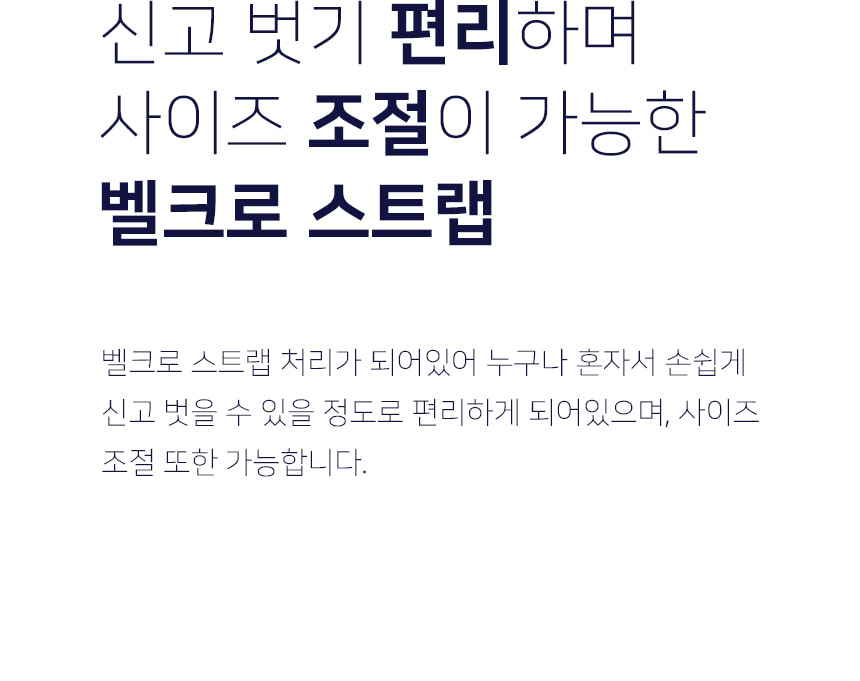 신고 벗기 편리하며
사이즈 조절이 가능한
벨크로 스트랩
벨크로 스트랩 처리가 되어있어 누구나 혼자서 손쉽게
신고 벗을 수 있을 정도로 편리하게 되어있으며, 사이즈
조절 또한 가능합니다.